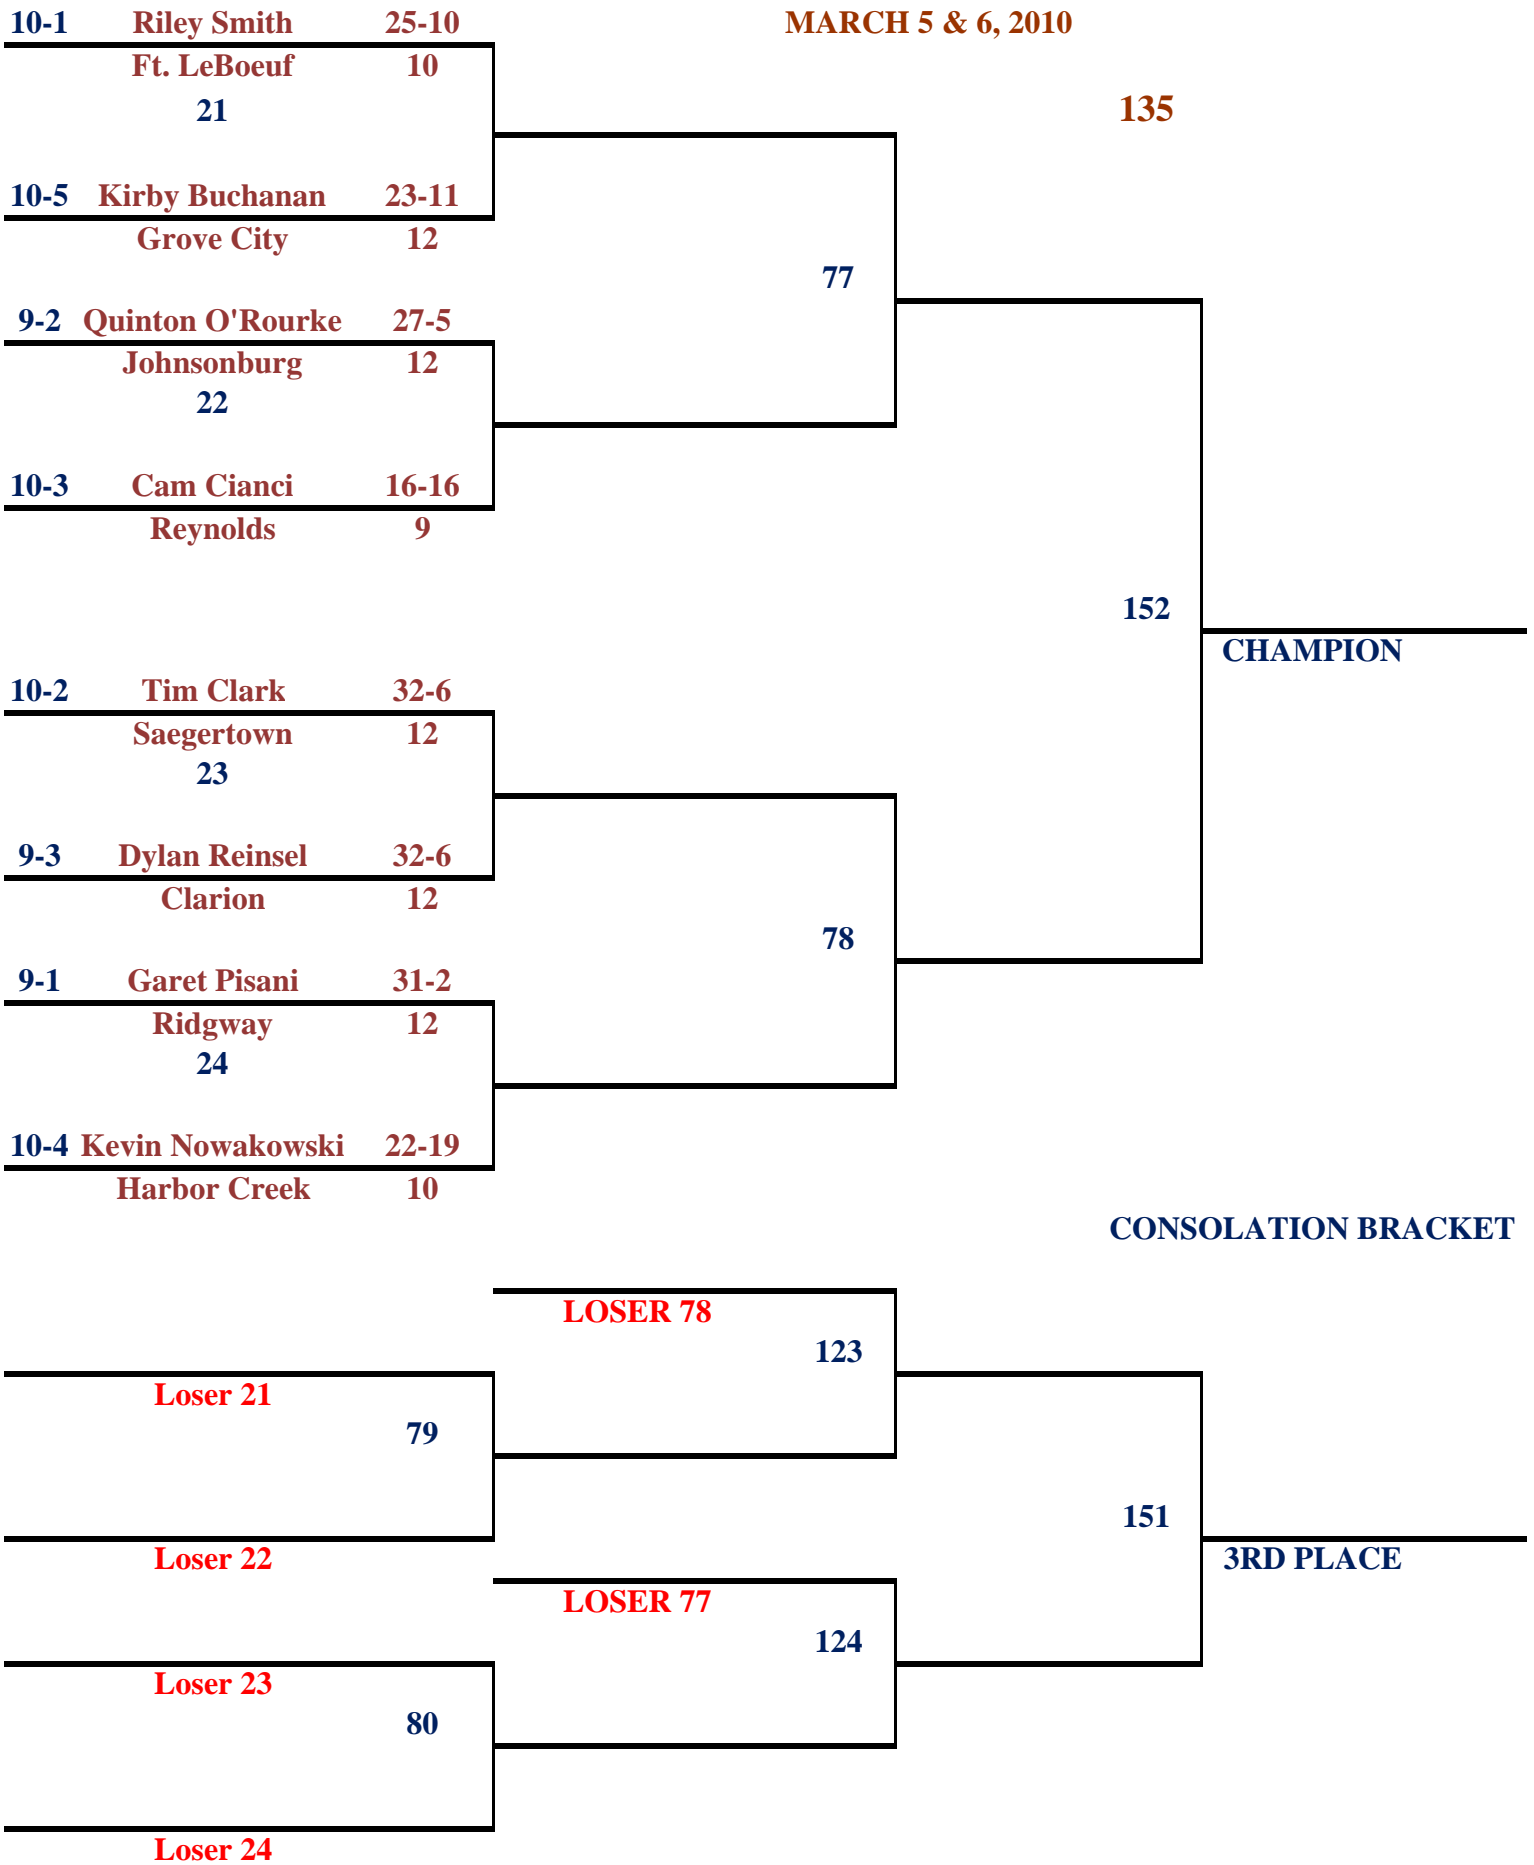 10-1 Riley Smith 25-10 MARCH 5 & 6, 2010
Ft. LeBoeuf 10
21 135
10-5 Kirby Buchanan 23-11
Grove City 12
77
9-2 Quinton O'Rourke 27-5
Johnsonburg 12
22
10-3 Cam Cianci 16-16
Reynolds 9
152
CHAMPION
10-2 Tim Clark 32-6
Saegertown 12
23
9-3 Dylan Reinsel 32-6
Clarion 12
78
9-1 Garet Pisani 31-2
Ridgway 12
24
10-4 Kevin Nowakowski 22-19
Harbor Creek 10
CONSOLATION BRACKET
LOSER 78
123
Loser 21
79
151
Loser 22 3RD PLACE
LOSER 77
124
Loser 23
80
Loser 24